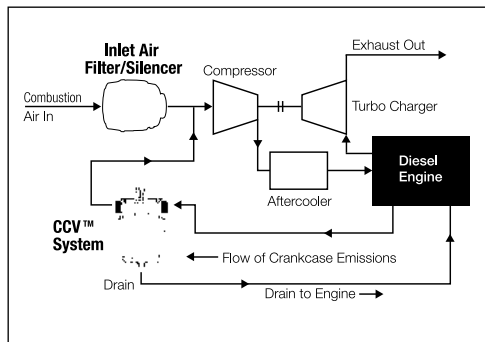 Exhaust Out
Inlet Air
Filter/Silencer
Compressor
Combustion
Air In
Turbo Charger
Diesel
Engine
Aftercooler
CCV™
System
Flow of Crankcase Emissions
Drain
Drain to Engine